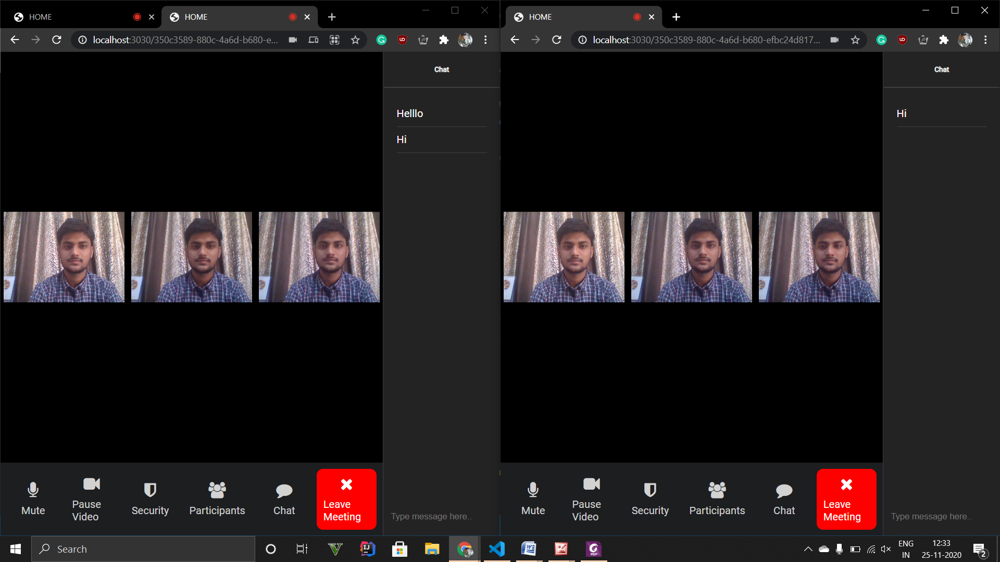 HOME
HOME
localhost:3030/350c3589-880c-4a6d-b680-e...
Chat
Helllo
Hi
Mute
Pause
Video
Security
Participants
Chat
Leave
Meeting
Type message here..
HOME
localhost:3030/350c3589-880c-4a6d-b680-efbc24d817...
Chat
Hi
Mute
Pause
Video
Security
Participants
Chat
Leave
Meeting
Type message here..
Search
ENG
IN
12:33
25-11-2020
2